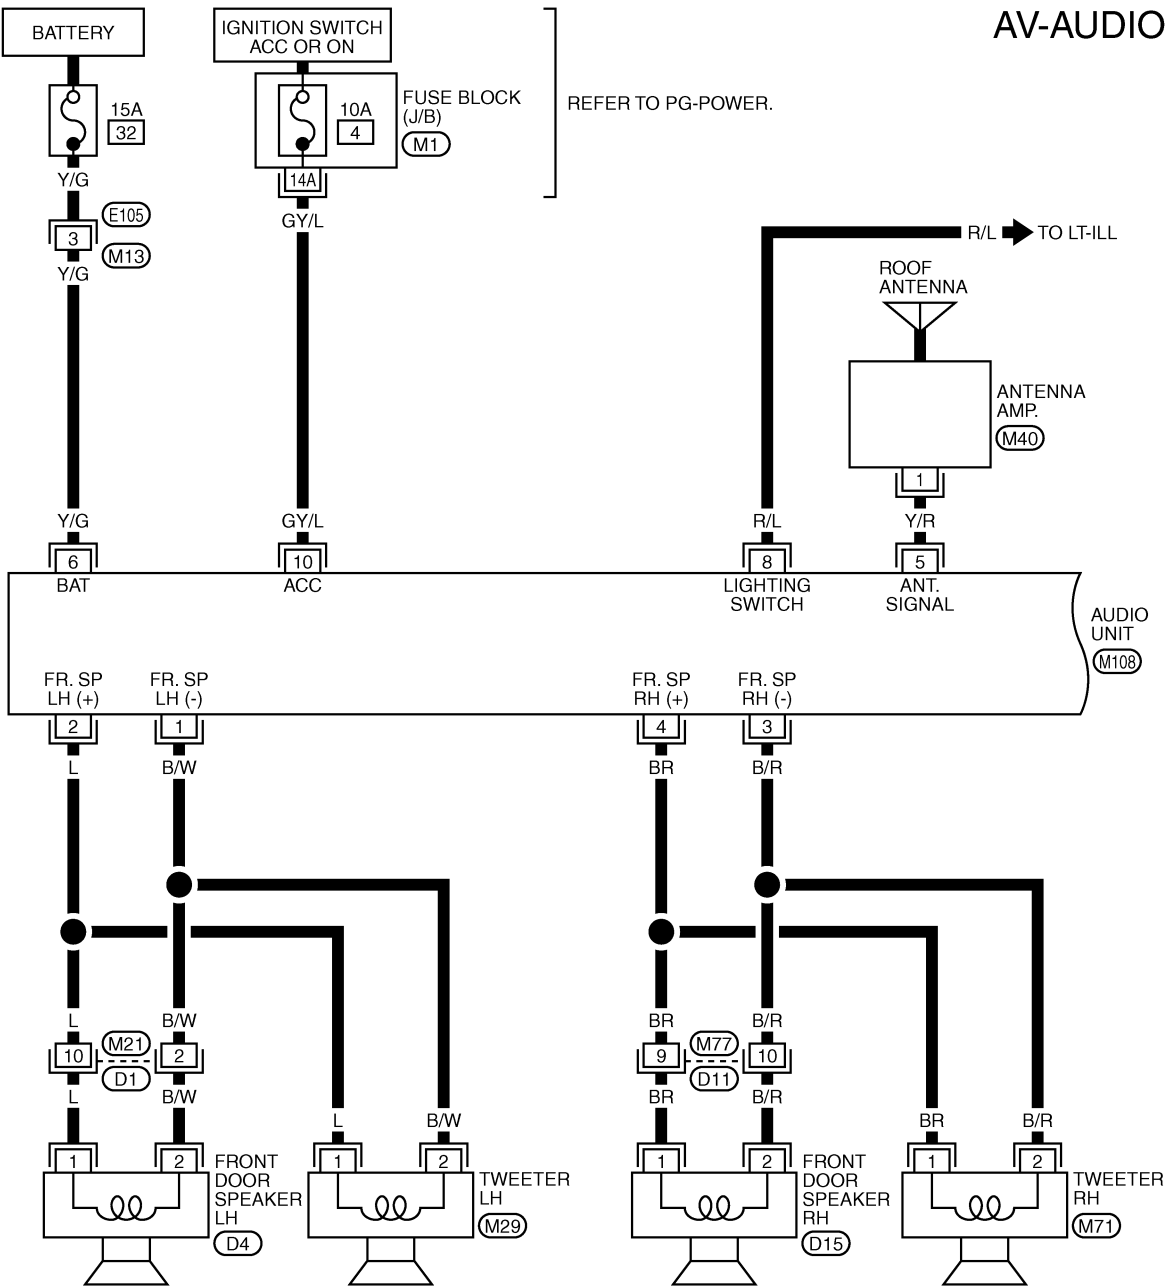 AV-AUDIO
BATTERY
IGNITION SWITCH
ACC OR ON
15A
32
10A
4
FUSE BLOCK
(J/B)
M1
REFER TO PG-POWER.
14A
Y/G
GY/L
E105
3
M13
Y/G
R/L
TO LT-ILL
ROOF
ANTENNA
ANTENNA
AMP.
M40
1
Y/G
GY/L
R/L
Y/R
6
10
8
5
BAT
ACC
LIGHTING
SWITCH
ANT.
SIGNAL
AUDIO
UNIT
M108
FR. SP
LH (+)
FR. SP
LH (-)
FR. SP
RH (+)
FR. SP
RH (-)
2
1
4
3
L
B/W
BR
B/R
L
B/W
BR
B/R
10
M21
D1
2
9
M77
D11
10
L
B/W
BR
B/R
L
B/W
BR
B/R
1
2
FRONT
DOOR
SPEAKER
LH
D4
1
2
TWEETER
LH
M29
1
2
FRONT
DOOR
SPEAKER
RH
D15
1
2
TWEETER
RH
M71